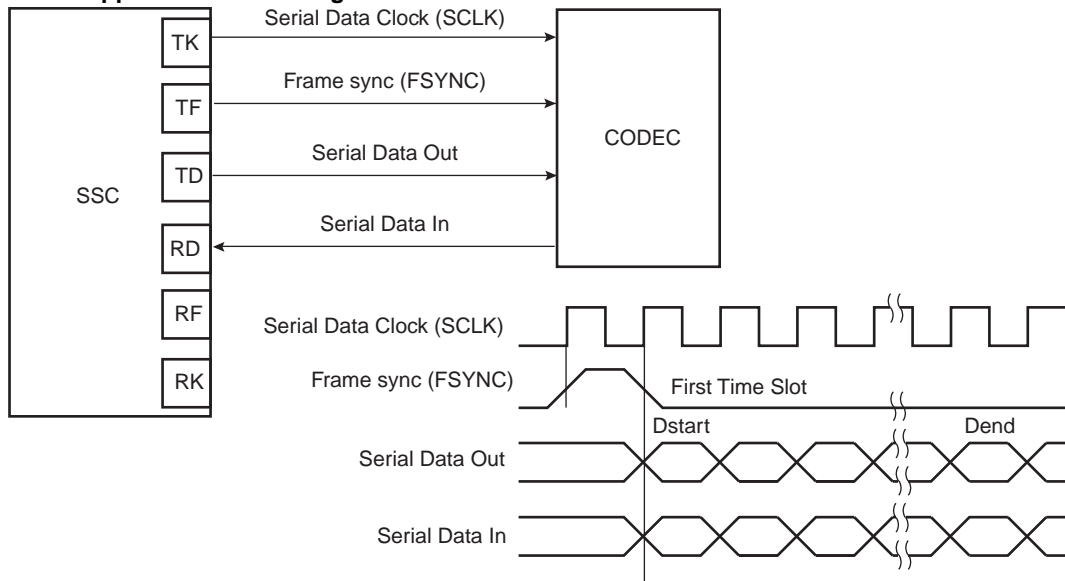 Serial Data Clock (SCLK)
TK
Frame sync (FSYNC)
TF
CODEC
Serial Data Out
TD
SSC
Serial Data In
RD
RF
Serial Data Clock (SCLK)
RK
Frame sync (FSYNC)
First Time Slot
Dstart
Dend
Serial Data Out
Serial Data In